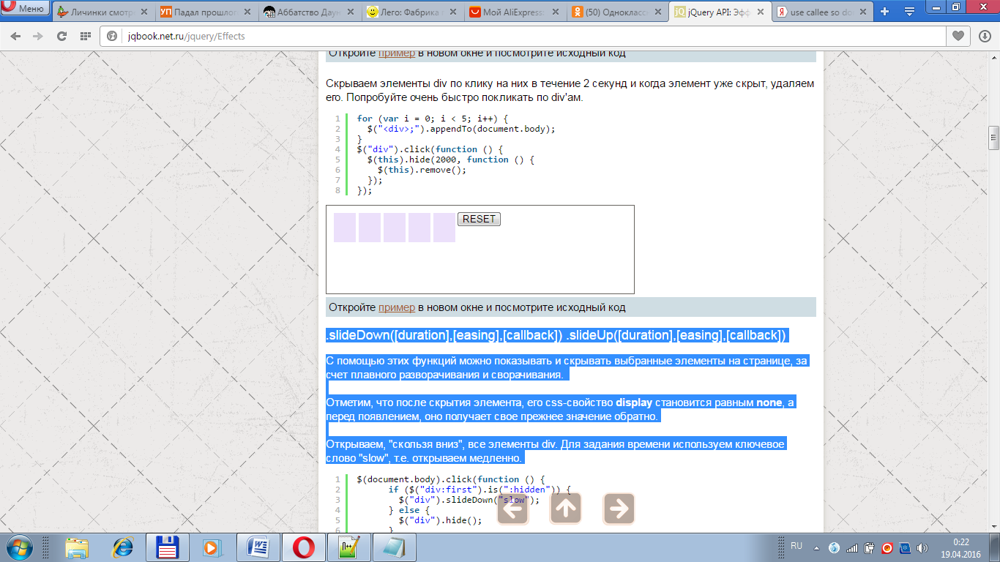 Меню
Личинки смотр
Падал прошлог
Аббатство Даун
Лего: Фабрика
Мой AliExpress
(50) Одноклассн
jQuery API: Эфф
use callee so do
jqbook.net.ru/jquery/Effects
Откройте пример в новом окне и посмотрите исходный код
Скрываем элементы div по клику на них в течение 2 секунд и когда элемент уже скрыт, удаляем
его. Попробуйте очень быстро покликать по div'ам.
1 for (var i = 0; i < 5; i++) {
2 $("<div>;").appendTo(document.body);
3 }
4 $("div").click(function () {
5 $(this).hide(2000, function () {
6 $(this).remove();
7 });
8 });
RESET
Откройте пример в новом окне и посмотрите исходный код
.slideDown([duration],[easing],[callback]) .slideUp([duration],[easing],[callback])
С помощью этих функций можно показывать и скрывать выбранные элементы на странице, за
счет плавного разворачивания и сворачивания.
Отметим, что после скрытия элемента, его css-свойство display становится равным none, а
перед появлением, оно получает свое прежнее значение обратно.
Открываем, "скользя вниз", все элементы div. Для задания времени используем ключевое
слово "slow", т.е. открываем медленно.
1 $(document.body).click(function () {
2 if ($("div:first").is(":hidden")) {
3 $("div").slideDown("slow");
4 } else {
5 $("div").hide();
6 }
RU
0:22
19.04.2016